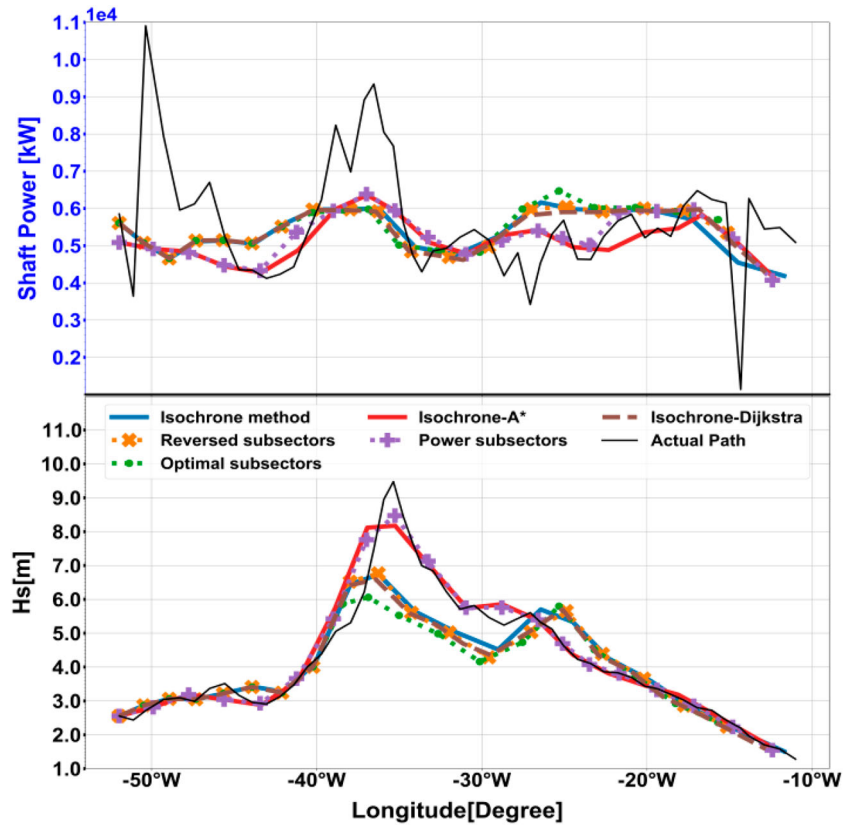 1e4
1.1
1.0
0.9
0.8
0.7
0.6
0.5
0.4
0.3
0.2
Shaft Power [kW]
Isochrone method Isochrone-A* Isochrone-Dijkstra
Reversed subsectors Power subsectors Actual Path
Optimal subsectors
11.0
10.0
9.0
8.0
7.0
6.0
5.0
4.0
3.0
2.0
1.0
Hs[m]
-50°W -40°W -30°W -20°W -10°W
Longitude[Degree]